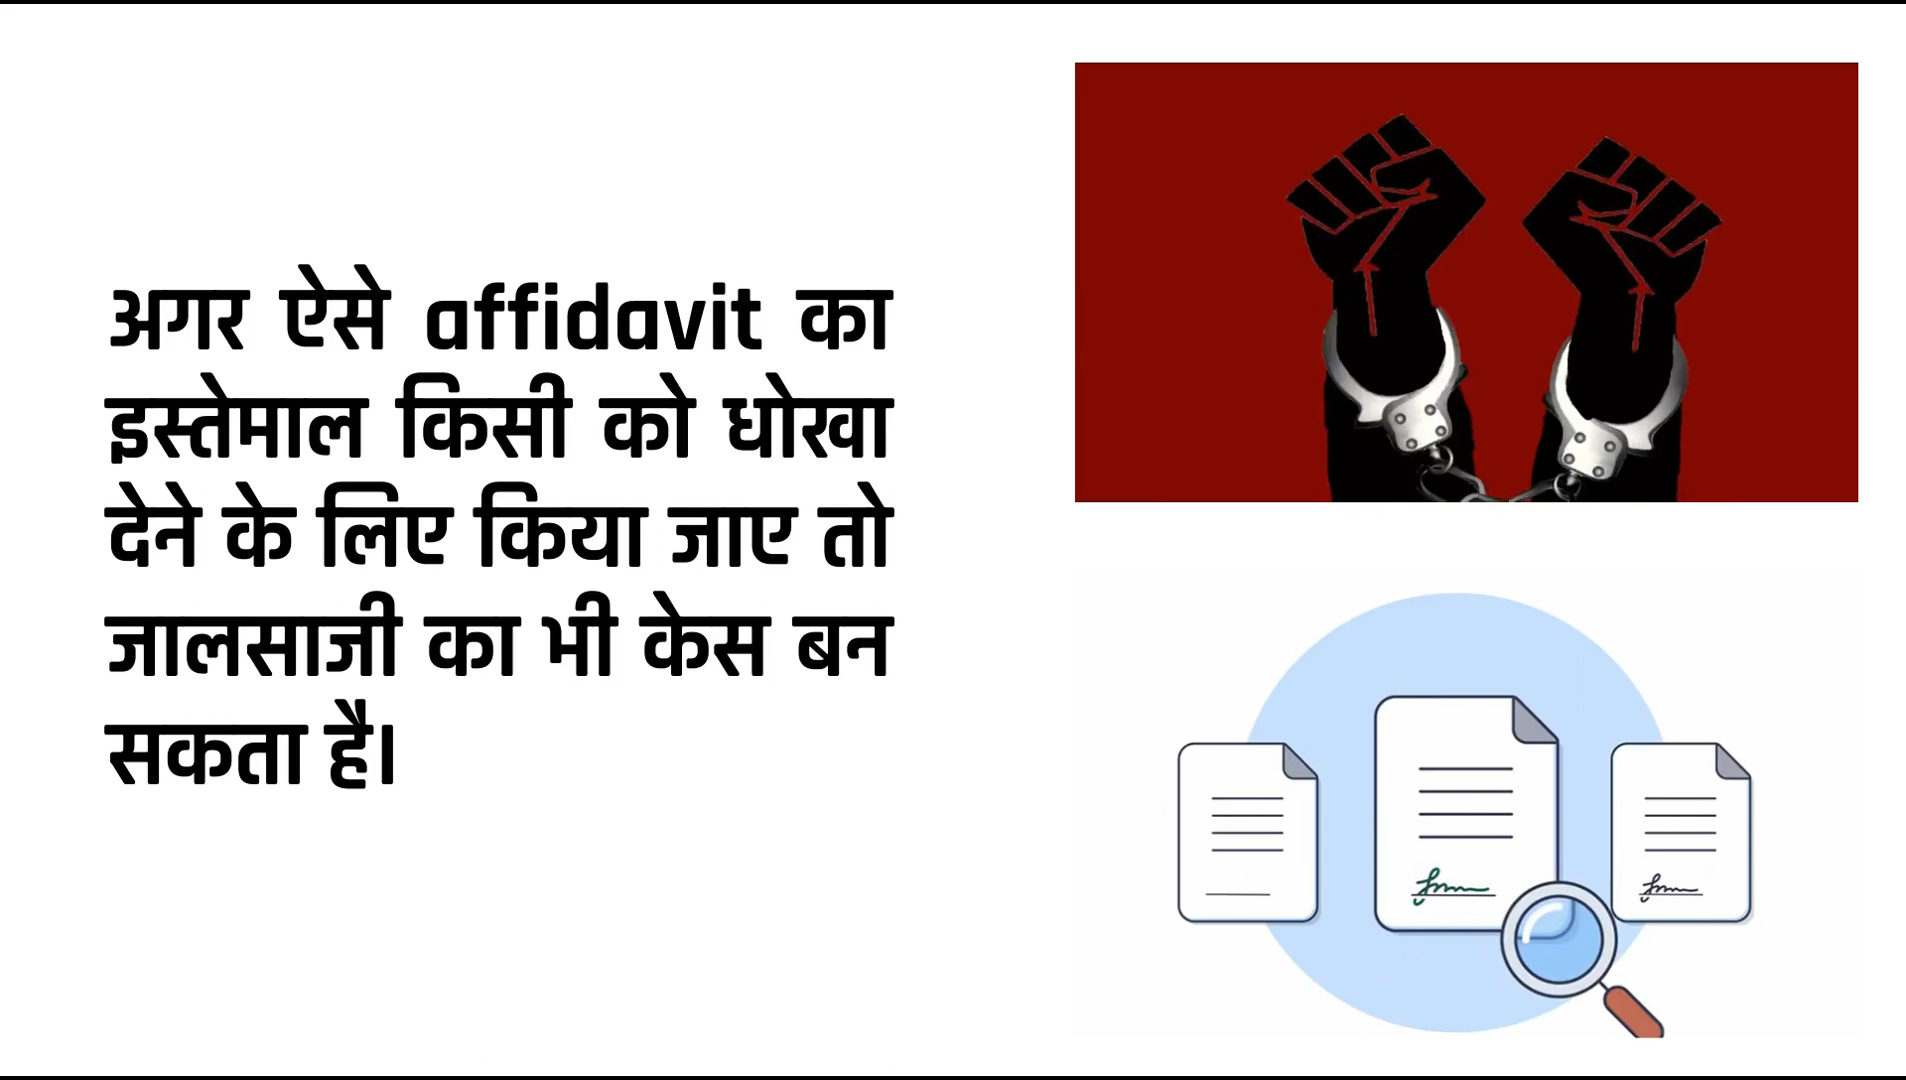 अगर ऐसे affidavit का
इस्तेमाल किसी को धोखा
देने के लिए किया जाए तो
जालसाजी का भी केस बन
सकता है।